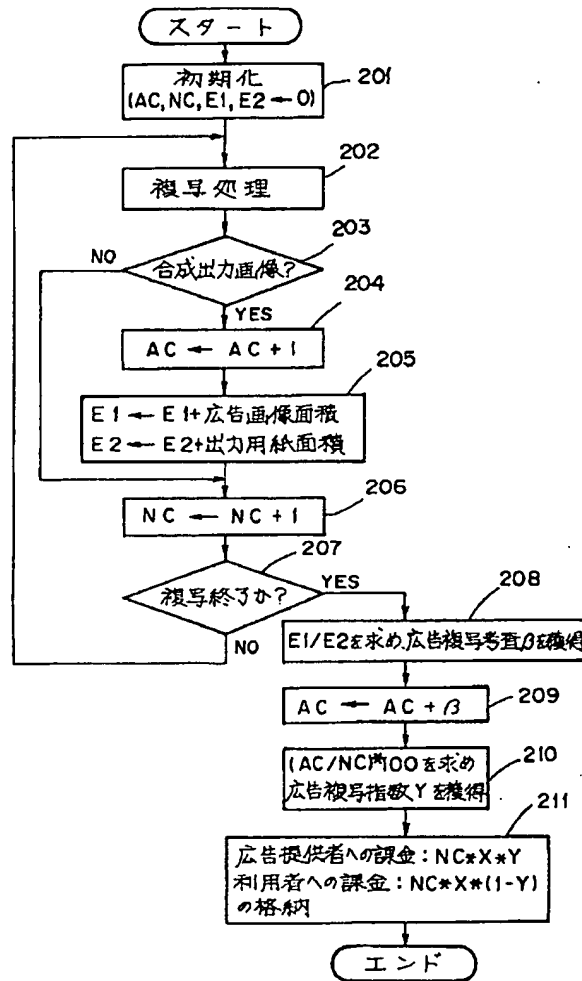 スタート
201
初期化
(AC, NC, E1, E2 ← 0)
202
複写処理
203
合成出力画像?
NO
YES
204
AC ← AC + 1
205
E1 ← E1+広告画像面積
E2 ← E2+出力用紙面積
206
NC ← NC + 1
207
複写終了か?
YES
NO
208
E1/E2を求め、広告複写考査βを獲得
209
AC ← AC + β
210
(AC/NC)*100を求め
広告複写指数Yを獲得
211
広告提供者への課金:NC*X*Y
利用者への課金:NC*X*(1-Y)
の格納
エンド